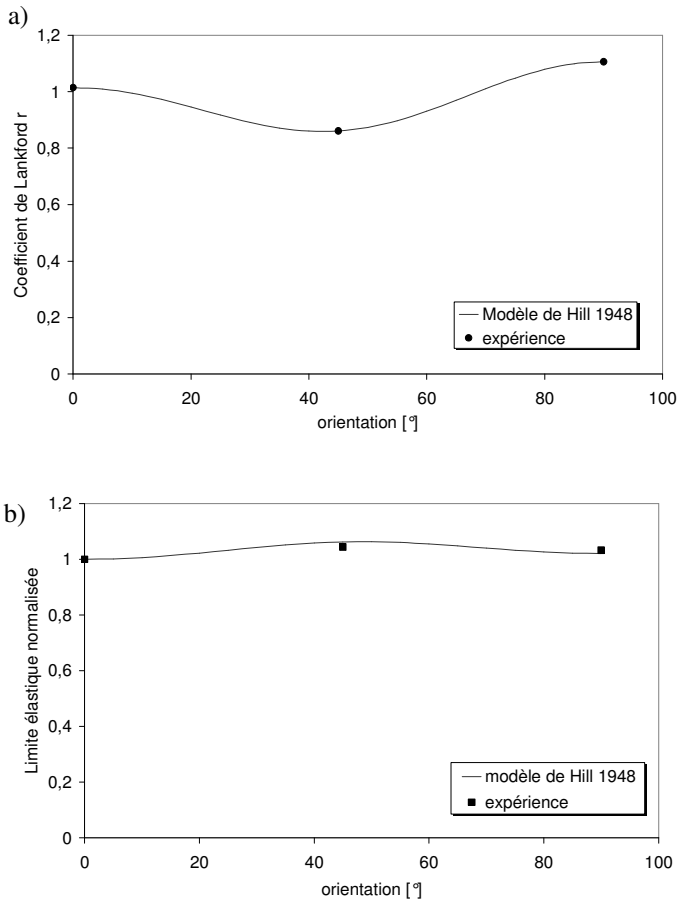 a)
1,2
1
0,8
0,6
0,4
0,2
0
Coefficient de Lankford r
Modèle de Hill 1948
expérience
0 20 40 60 80 100
orientation [°]
b)
1,2
1
0,8
0,6
0,4
0,2
0
Limite élastique normalisée
modèle de Hill 1948
expérience
0 20 40 60 80 100
orientation [°]